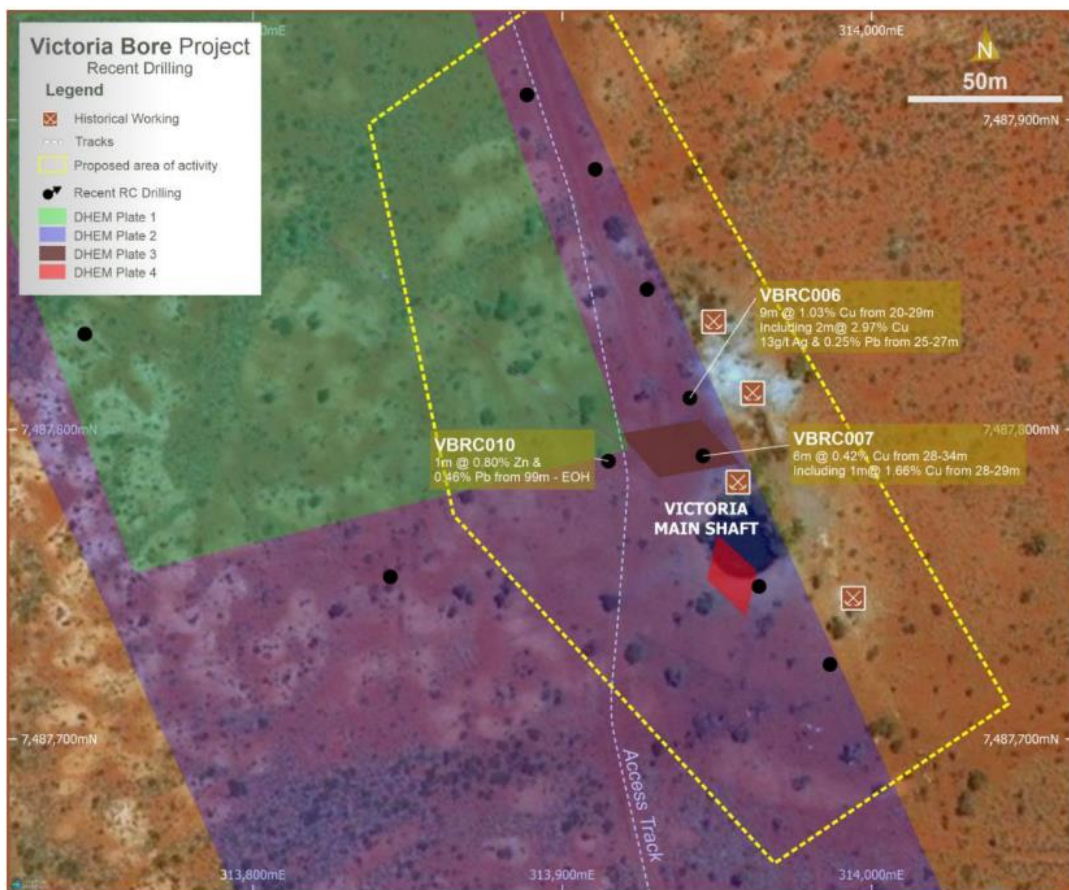 Victoria Bore Project
Recent Drilling
Legend
Historical Working
Tracks
Proposed area of activity
Recent RC Drilling
DHEM Plate 1
DHEM Plate 2
DHEM Plate 3
DHEM Plate 4
314,000mE
N
50m
7,487,900mN
7,487,900mN
VBRC006
9m @ 1.03% Cu from 20-29m
Including 2m@ 2.97% Cu
13g/t Ag & 0.25% Pb from 25-27m
7,487,800mN
7,487,800mN
VBRC010
1m @ 0.80% Zn &
0.46% Pb from 99m - EOH
VBRC007
6m @ 0.42% Cu from 28-34m
Including 1m@ 1.66% Cu from 28-29m
VICTORIA
MAIN SHAFT
7,487,700mN
7,487,700mN
Access Track
313,800mE
313,900mE
314,000mE